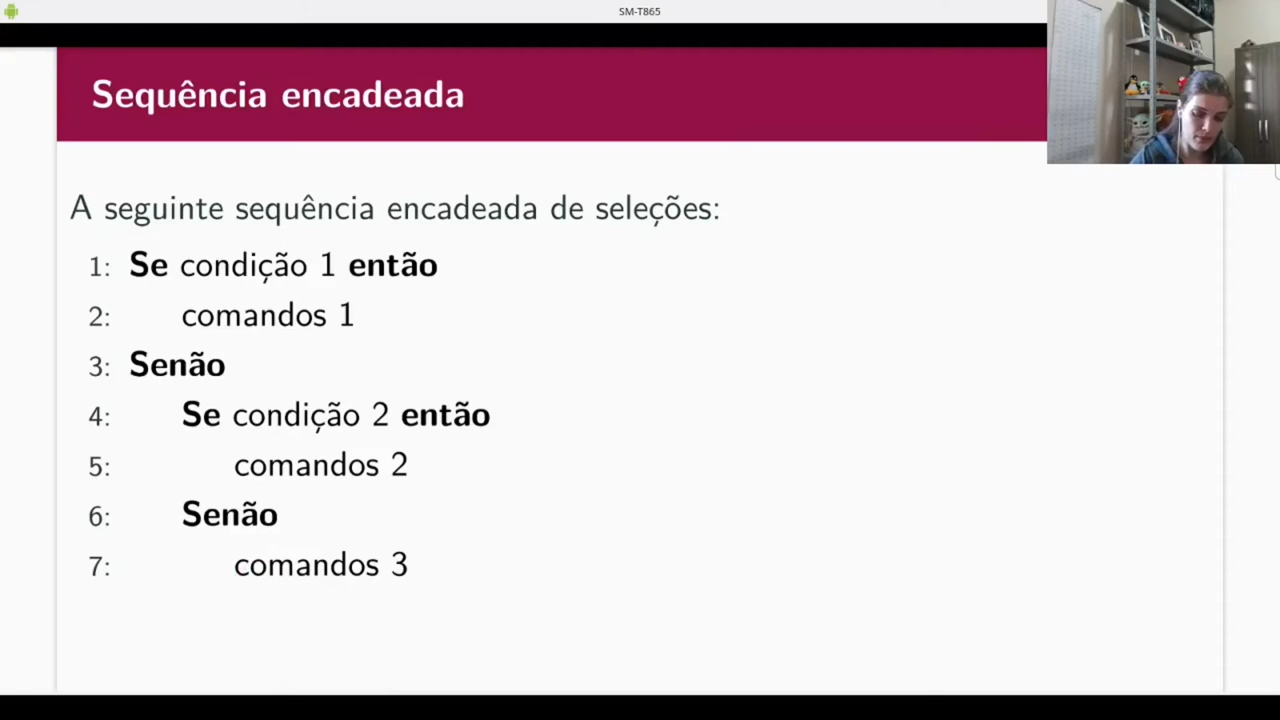 SM-T865
Sequência encadeada
A seguinte sequência encadeada de seleções:
1: Se condição 1 então
2: comandos 1
3: Senão
4: Se condição 2 então
5: comandos 2
6: Senão
7: comandos 3